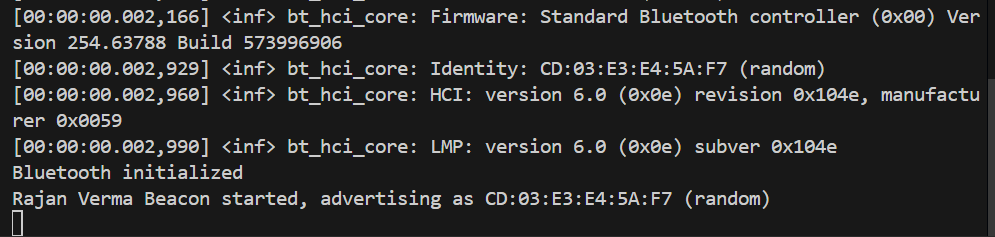 [00:00:00.002,166] <inf> bt_hci_core: Firmware: Standard Bluetooth controller (0x00) Ver
sion 254.63788 Build 573996906
[00:00:00.002,929] <inf> bt_hci_core: Identity: CD:03:E3:E4:5A:F7 (random)
[00:00:00.002,960] <inf> bt_hci_core: HCI: version 6.0 (0x0e) revision 0x104e, manufactu
rer 0x0059
[00:00:00.002,990] <inf> bt_hci_core: LMP: version 6.0 (0x0e) subver 0x104e
Bluetooth initialized
Rajan Verma Beacon started, advertising as CD:03:E3:E4:5A:F7 (random)